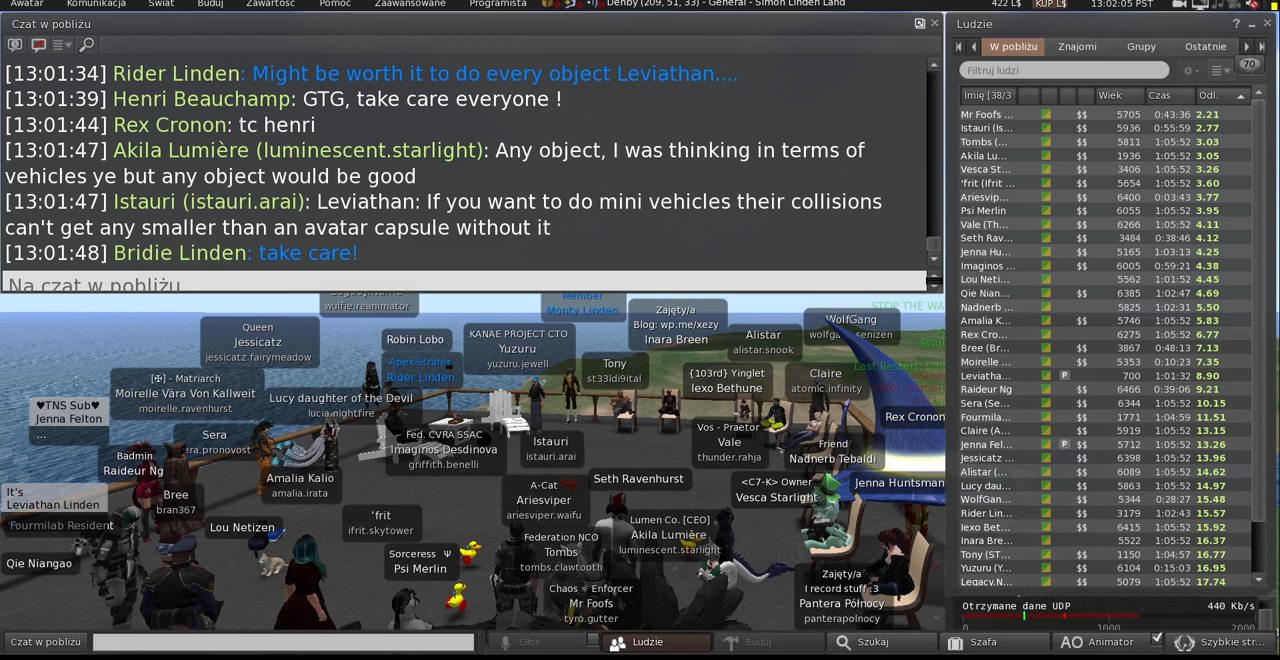 Awatar Komunikacja Świat Buduj Zawartość Pomoc Zaawansowane Programista Denby (209, 51, 33) - General - Simon Linden Land 422 L$ KUP L$ 13:02:05 PST
Czat w pobliżu
[13:01:34] Rider Linden: Might be worth it to do every object Leviathan....
[13:01:39] Henri Beauchamp: GTG, take care everyone !
[13:01:44] Rex Cronon: tc henri
[13:01:47] Akila Lumière (luminescent.starlight): Any object, I was thinking in terms of
vehicles ye but any object would be good
[13:01:47] Istauri (istauri.arai): Leviathan: If you want to do mini vehicles their collisions
can't get any smaller than an avatar capsule without it
[13:01:48] Bridie Linden: take care!
Na czat w pobliżu
wulfie.reanimator
Member
Monty Linden
Zajęty/a
Blog: wp.me/xezy
Inara Breen
STOP THE WA
WolfGang
Queen
Jessicatz
jessicatz.fairymeadow
Robin Lobo
KANAE PROJECT CTO
Yuzuru
yuzuru.jewell
Alistar
alistar.snook
Apex Strafer
Rider Linden
Tony
st33ldi9ital
{103rd} Yinglet
Iexo Bethune
Claire
atomic.infinity
[✠] - Matriarch
Moirelle Vära Von Kallweit
moirelle.ravenhurst
Lucy daughter of the Devil
lucia.nightfire
♥TNS Sub♥
Jenna Felton
...
Rex Cronon
Sera
era.pronovost
Fed. CVRA SSAC
Imaginos Desdinova
griffith.benelli
Istauri
istauri.arai
Vos - Praetor
Vale
thunder.rahja
Friend
Nadnerb Tebaldi
Badmin
Raideur Ng
Amalia Kalio
amalia.irata
Seth Ravenhurst
<C7-K> Owner
Vesca Starlight
Jenna Huntsman
It's
Leviathan Linden
Bree
bran367
A-Cat
Ariesviper
ariesviper.waifu
Fourmilab Resident
Lou Netizen
'frit
ifrit.skytower
Lumen Co. [CEO]
Akila Lumière
luminescent.starlight
Federation NCO
Tombs
tombs.clawtooth
Qie Niangao
Sorceress Ψ
Psi Merlin
Chaos ☼ Enforcer
Mr Foofs
tyro.gutter
Zajęty/a
I record stuff :3
Pantera Północy
panterapolnocy
Ludzie
W pobliżu Znajomi Grupy Ostatnie
Filtruj ludzi 70
Imię [38/3 Wiek Czas Odl.
Mr Foofs ... $$ 5705 0:43:36 2.21
Istauri (Is... $$ 5936 0:55:59 2.77
Tombs (... $$ 5811 1:05:52 3.03
Akila Lu... $$ 1936 1:05:52 3.05
Vesca St... $$ 3406 1:05:52 3.26
'frit (Ifrit ... $$ 5654 1:05:52 3.60
Ariesvip... $$ 6400 0:03:43 3.77
Psi Merlin $$ 6055 1:05:52 3.95
Vale (Th... $$ 6266 1:05:52 4.11
Seth Rav... $$ 3484 0:38:46 4.12
Jenna Hu... $$ 5165 1:03:13 4.25
Imaginos ... $$ 6005 0:59:21 4.38
Lou Neti... 5562 1:01:52 4.45
Qie Nian... $$ 6385 1:02:47 4.69
Nadnerb ... 5825 1:02:31 5.50
Amalia K... $$ 5746 1:05:52 5.83
Rex Cro... 6275 1:05:52 6.77
Bree (Br... $$ 3867 0:48:13 7.13
Moirelle ... $$ 5353 0:10:23 7.35
Leviatha... P 700 1:01:32 8.90
Raideur Ng $$ 6466 0:39:06 9.21
Sera (Se... $$ 6344 1:05:52 10.15
Fourmila... $$ 1771 1:04:59 11.51
Claire (A... $$ 5919 1:05:52 13.15
Jenna Fel... P $$ 5712 1:05:52 13.26
Jessicatz ... $$ 6398 1:05:52 13.96
Alistar (... $$ 6089 1:05:52 14.62
Lucy dau... $$ 5863 1:05:52 14.97
WolfGan... $$ 5344 0:28:27 15.48
Rider Lin... $$ 3179 1:02:43 15.57
Iexo Bet... $$ 6415 1:05:52 15.92
Inara Bre... 5522 1:05:52 16.37
Tony (ST... $$ 1150 1:04:57 16.77
Yuzuru (Y... $$ 6104 0:15:03 16.95
Legacy.N... $$ 5079 1:05:52 17.74
Otrzymane dane UDP 440 Kb/s
0 1000 2000
Czat w pobliżu Głos Ludzie Buduj Szukaj Szafa AO Animator Szybkie str...